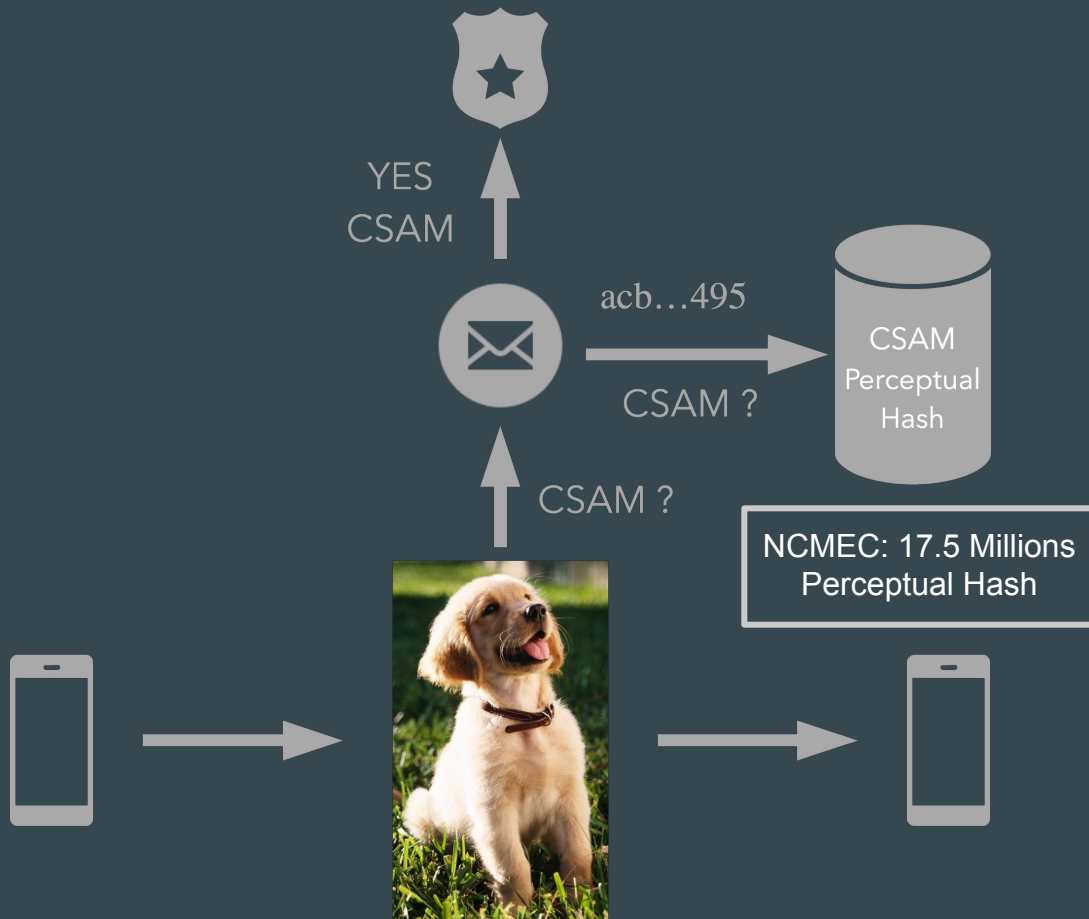 YES
CSAM
acb…495
CSAM ?
CSAM
Perceptual
Hash
CSAM ?
NCMEC: 17.5 Millions
Perceptual Hash